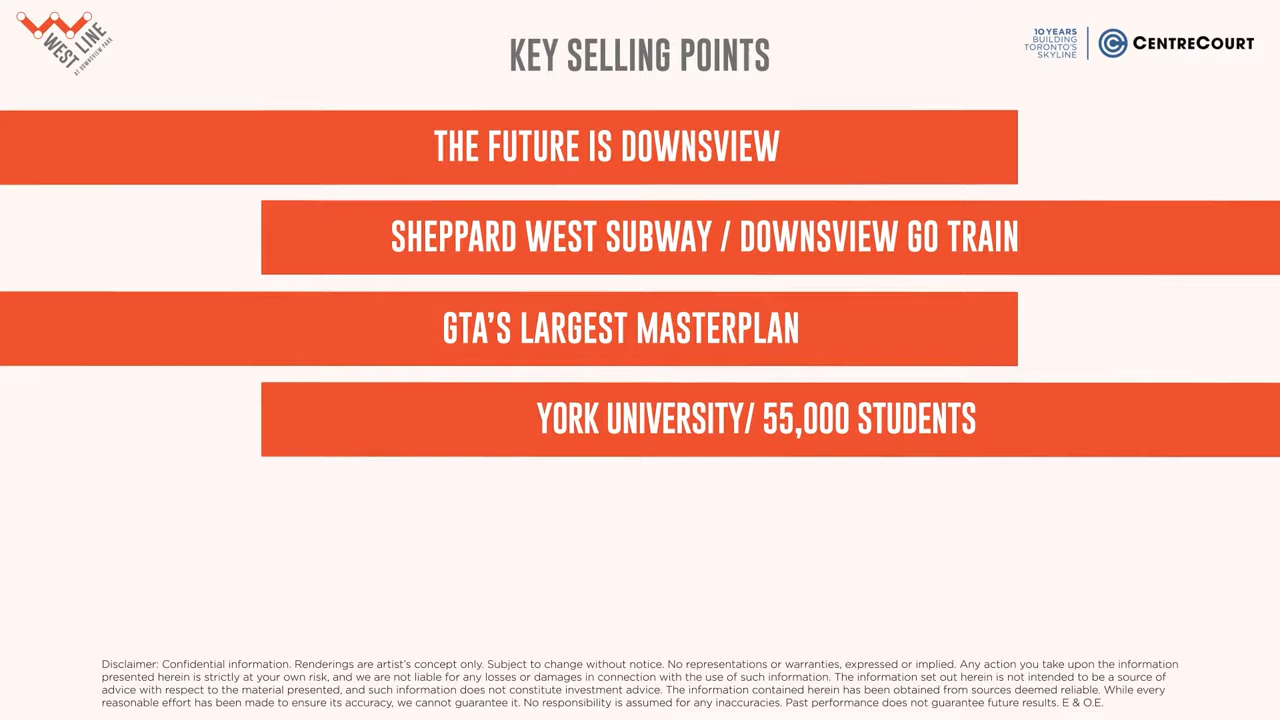 WEST LINE
AT DOWNSVIEW PARK
KEY SELLING POINTS
10 YEARS
BUILDING
TORONTO'S
SKYLINE
CENTRECOURT
THE FUTURE IS DOWNSVIEW
SHEPPARD WEST SUBWAY / DOWNSVIEW GO TRAIN
GTA'S LARGEST MASTERPLAN
YORK UNIVERSITY/ 55,000 STUDENTS
Disclaimer: Confidential information. Renderings are artist's concept only. Subject to change without notice. No representations or warranties, expressed or implied. Any action you take upon the information
presented herein is strictly at your own risk, and we are not liable for any losses or damages in connection with the use of such information. The information set out herein is not intended to be a source of
advice with respect to the material presented, and such information does not constitute investment advice. The information contained herein has been obtained from sources deemed reliable. While every
reasonable effort has been made to ensure its accuracy, we cannot guarantee it. No responsibility is assumed for any inaccuracies. Past performance does not guarantee future results. E & O.E.